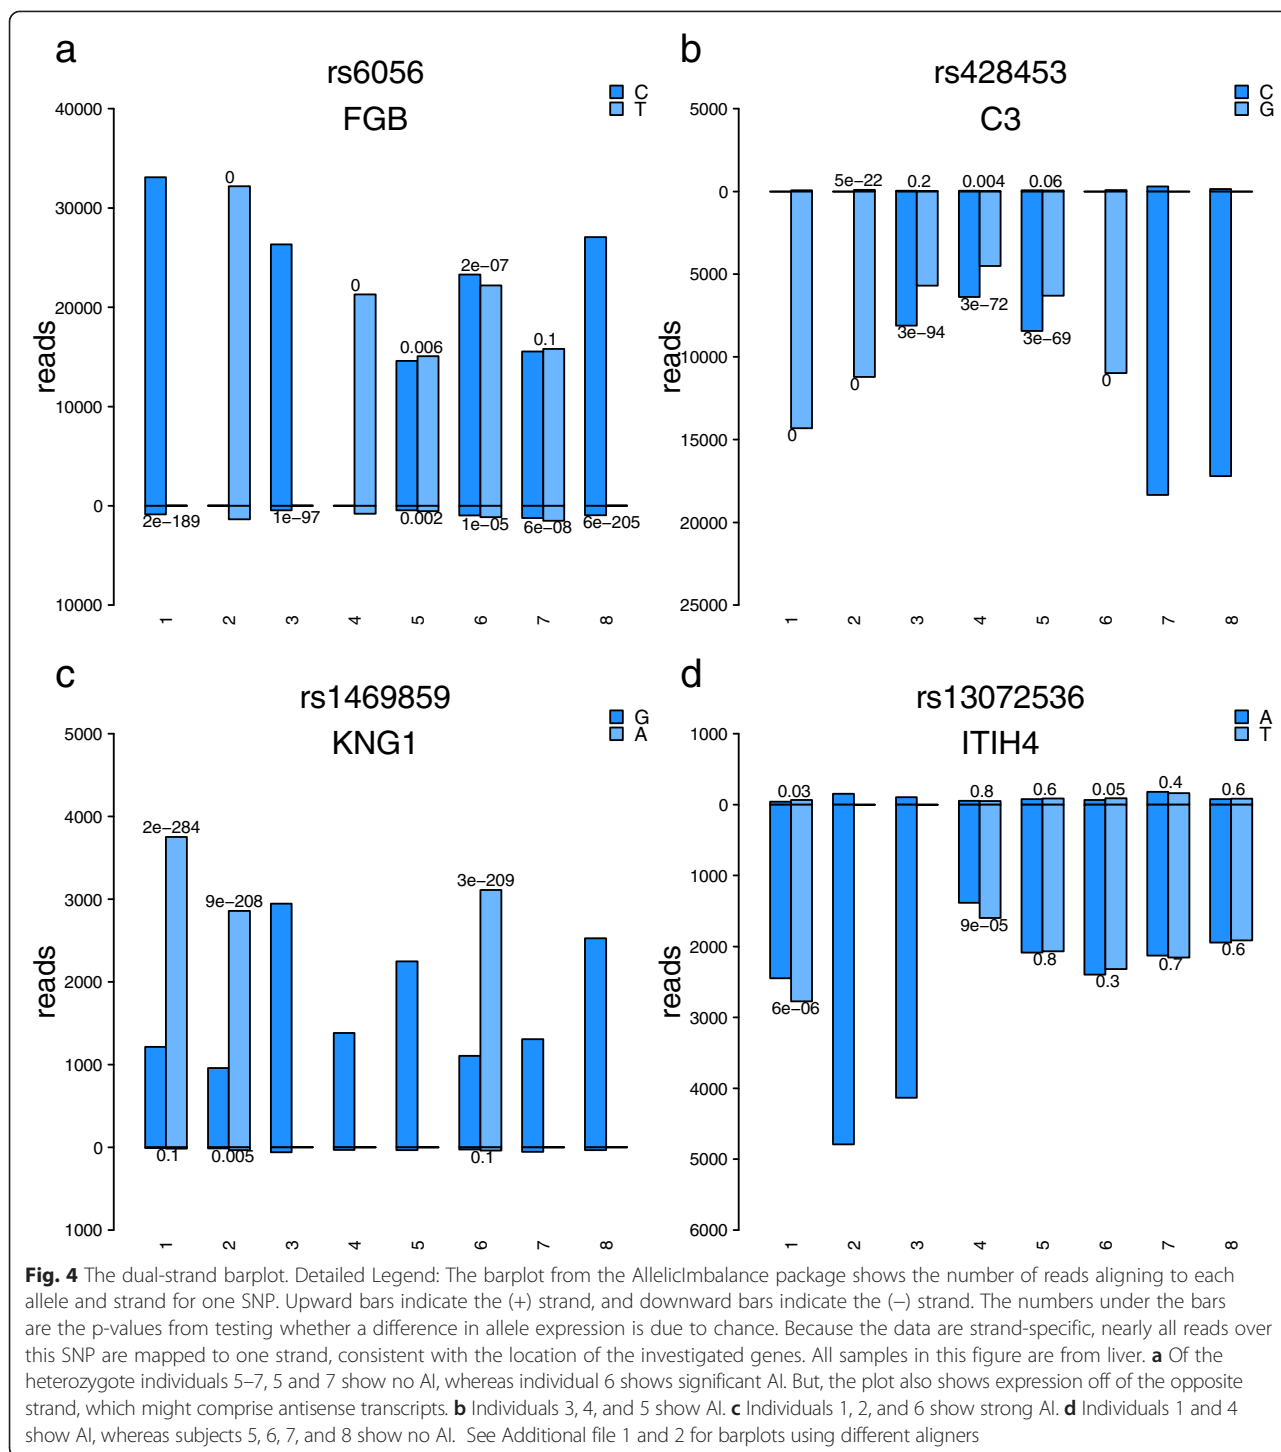 a
rs6056
FGB
C
T
40000
30000
20000
10000
0
10000
reads
0
0
2e−07
0.006
0.1
2e−189
1e−97
0.002
1e−05
6e−08
6e−205
1 2 3 4 5 6 7 8
b
rs428453
C3
C
G
5000
0
5000
10000
15000
20000
25000
reads
5e−22
0.2
0.004
0.06
0
0
3e−94
3e−72
3e−69
0
1 2 3 4 5 6 7 8
c
rs1469859
KNG1
G
A
5000
4000
3000
2000
1000
0
1000
reads
2e−284
9e−208
3e−209
0.1
0.005
0.1
1 2 3 4 5 6 7 8
d
rs13072536
ITIH4
A
T
1000
0
1000
2000
3000
4000
5000
6000
reads
0.03
0.8
0.6
0.05
0.4
0.6
6e−06
9e−05
0.8
0.3
0.7
0.6
1 2 3 4 5 6 7 8
Fig. 4 The dual-strand barplot. Detailed Legend: The barplot from the AllelicImbalance package shows the number of reads aligning to each
allele and strand for one SNP. Upward bars indicate the (+) strand, and downward bars indicate the (−) strand. The numbers under the bars
are the p-values from testing whether a difference in allele expression is due to chance. Because the data are strand-specific, nearly all reads over
this SNP are mapped to one strand, consistent with the location of the investigated genes. All samples in this figure are from liver. a Of the
heterozygote individuals 5–7, 5 and 7 show no AI, whereas individual 6 shows significant AI. But, the plot also shows expression off of the opposite
strand, which might comprise antisense transcripts. b Individuals 3, 4, and 5 show AI. c Individuals 1, 2, and 6 show strong AI. d Individuals 1 and 4
show AI, whereas subjects 5, 6, 7, and 8 show no AI. See Additional file 1 and 2 for barplots using different aligners